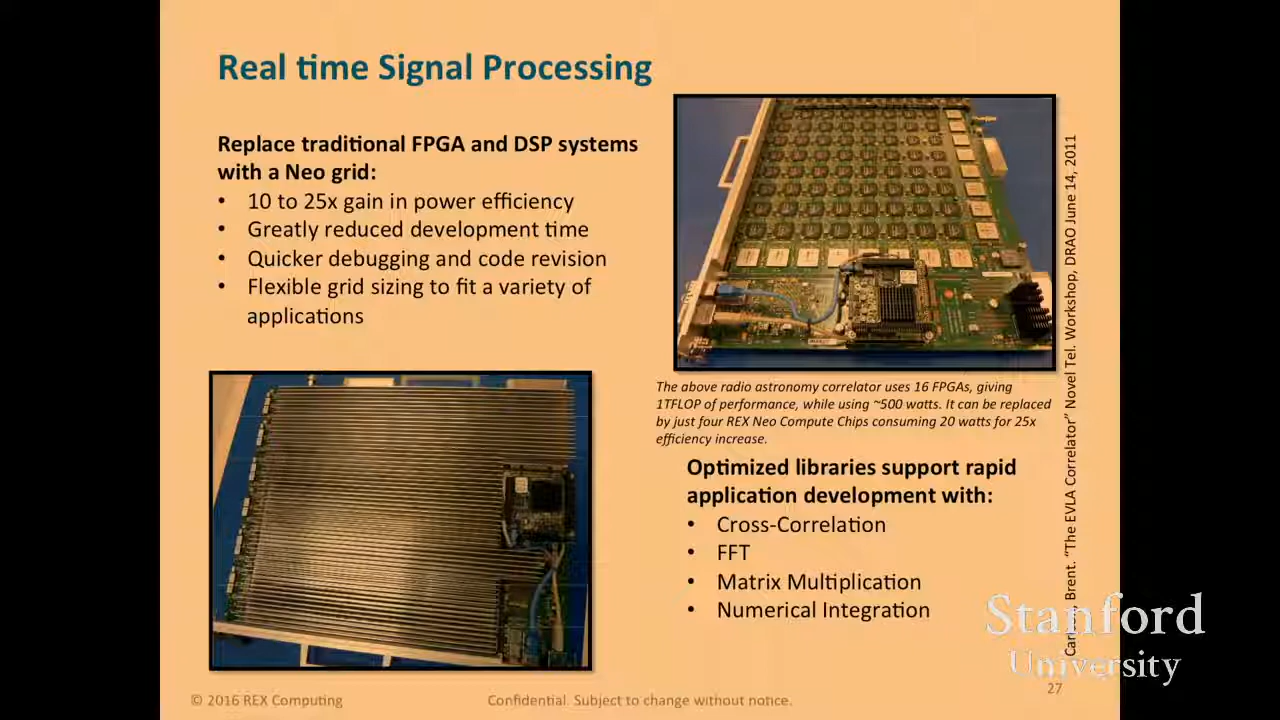 Real time Signal Processing
Replace traditional FPGA and DSP systems
with a Neo grid:
• 10 to 25x gain in power efficiency
• Greatly reduced development time
• Quicker debugging and code revision
• Flexible grid sizing to fit a variety of
applications
The above radio astronomy correlator uses 16 FPGAs, giving
1TFLOP of performance, while using ~500 watts. It can be replaced
by just four REX Neo Compute Chips consuming 20 watts for 25x
efficiency increase.
Optimized libraries support rapid
application development with:
• Cross-Correlation
• FFT
• Matrix Multiplication
• Numerical Integration
Brent. "The EVLA Correlator" Novel Tel. Workshop, DRAO June 14, 2011
Stanford
University
© 2016 REX Computing
Confidential. Subject to change without notice.
27